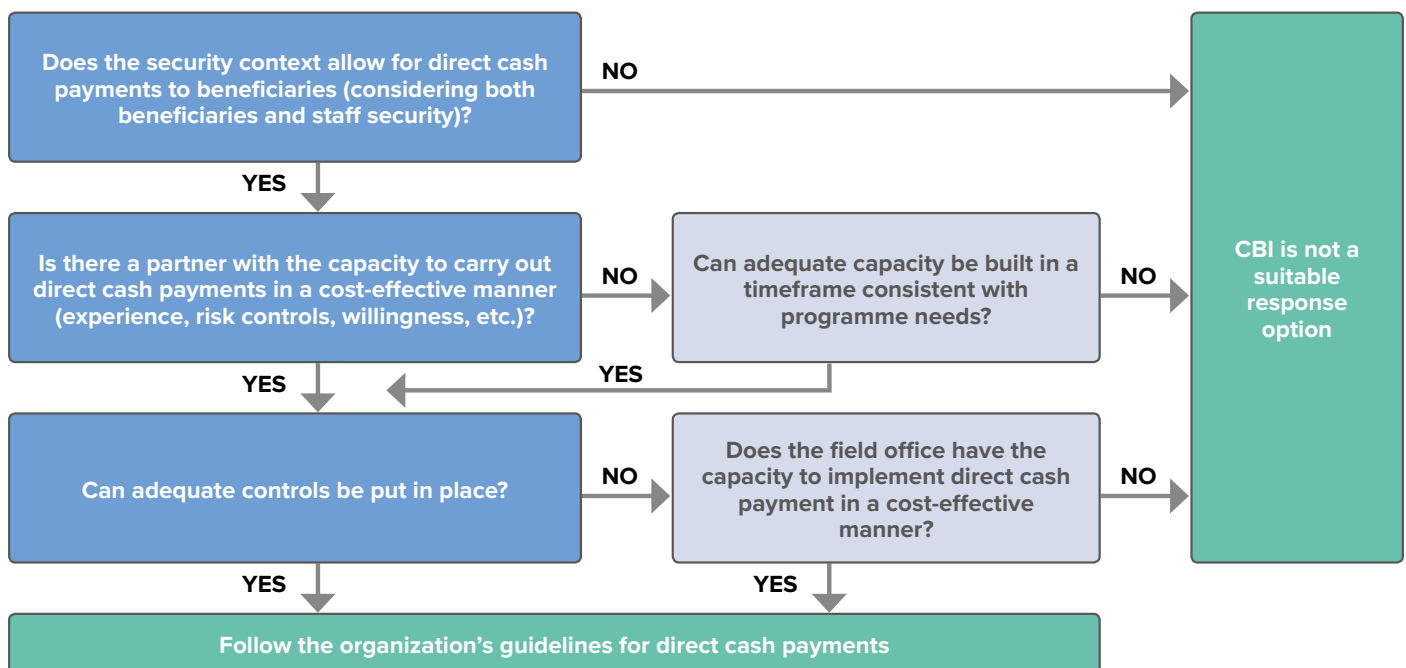 Does the security context allow for direct cash
payments to beneficiaries (considering both
beneficiaries and staff security)?
NO
YES
Is there a partner with the capacity to carry out
direct cash payments in a cost-effective manner
(experience, risk controls, willingness, etc.)?
NO
Can adequate capacity be built in a
timeframe consistent with
programme needs?
NO
CBI is not a
suitable
response
option
YES
YES
Can adequate controls be put in place?
NO
Does the field office have the
capacity to implement direct cash
payment in a cost-effective
manner?
NO
YES
YES
Follow the organization’s guidelines for direct cash payments